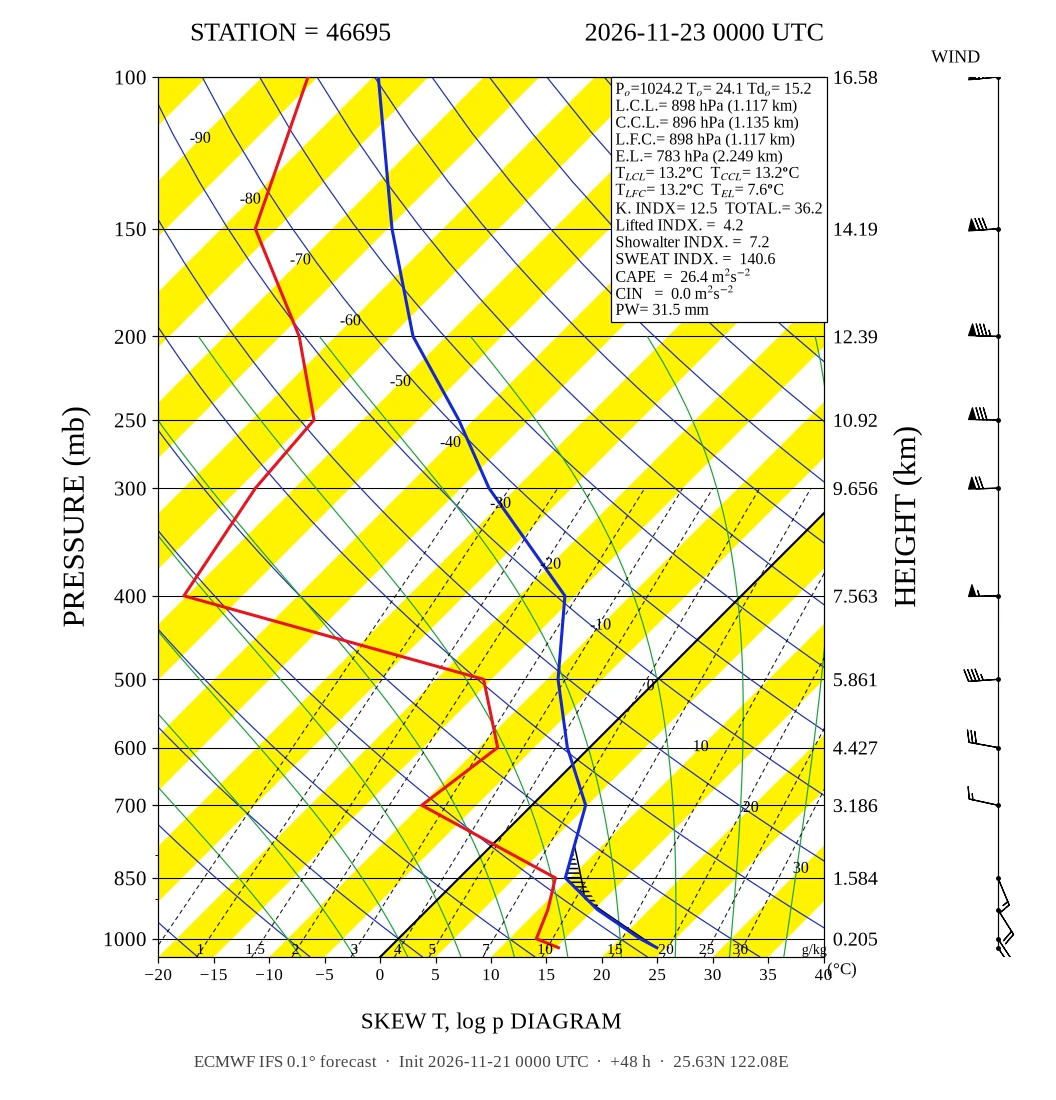 STATION = 46695
2026-11-23 0000 UTC
WIND
P_o=1024.2 T_o= 24.1 Td_o= 15.2
L.C.L.= 898 hPa (1.117 km)
C.C.L.= 896 hPa (1.135 km)
L.F.C.= 898 hPa (1.117 km)
E.L.= 783 hPa (2.249 km)
T_LCL= 13.2°C T_CCL= 13.2°C
T_LFC= 13.2°C T_EL= 7.6°C
K. INDX= 12.5 TOTAL.= 36.2
Lifted INDX. = 4.2
Showalter INDX. = 7.2
SWEAT INDX. = 140.6
CAPE = 26.4 m²s⁻²
CIN = 0.0 m²s⁻²
PW= 31.5 mm
100 16.58
-90
-80
150 14.19
-70
-60
200 12.39
-50
250 10.92
-40
300 9.656
-30
-20
400 7.563
-10
500 5.861
0
600 4.427
10
700 3.186
20
30
850 1.584
1000 0.205
1 1.5 2 3 4 5 7 10 15 20 25 30 g/kg
−20 −15 −10 −5 0 5 10 15 20 25 30 35 40 (°C)
PRESSURE (mb)
HEIGHT (km)
SKEW T, log p DIAGRAM
ECMWF IFS 0.1° forecast · Init 2026-11-21 0000 UTC · +48 h · 25.63N 122.08E